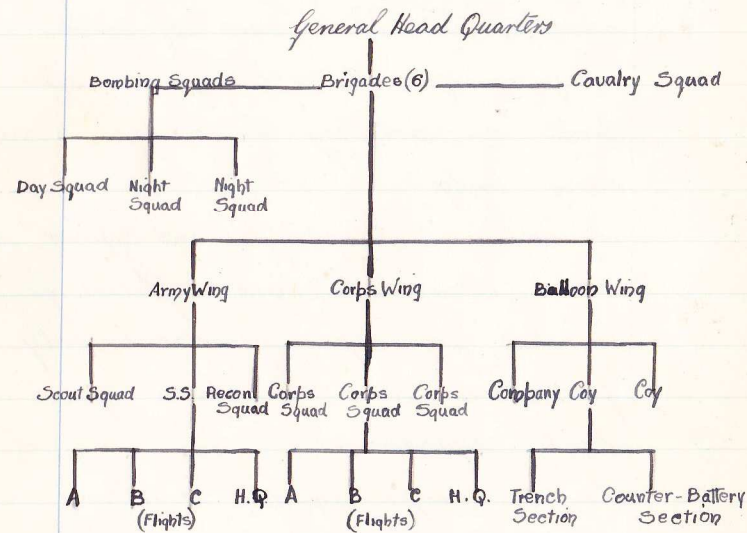 General Head Quarters
Bombing Squads Brigades(6) Cavalry Squad
Day Squad Night Squad Night Squad
Army Wing Corps Wing Balloon Wing
Scout Squad S.S. Recon Squad Corps Squad Corps Squad Corps Squad Company Coy Coy
A B C H.Q A B C H.Q. Trench Section Counter-Battery Section
(Flights) (Flights)